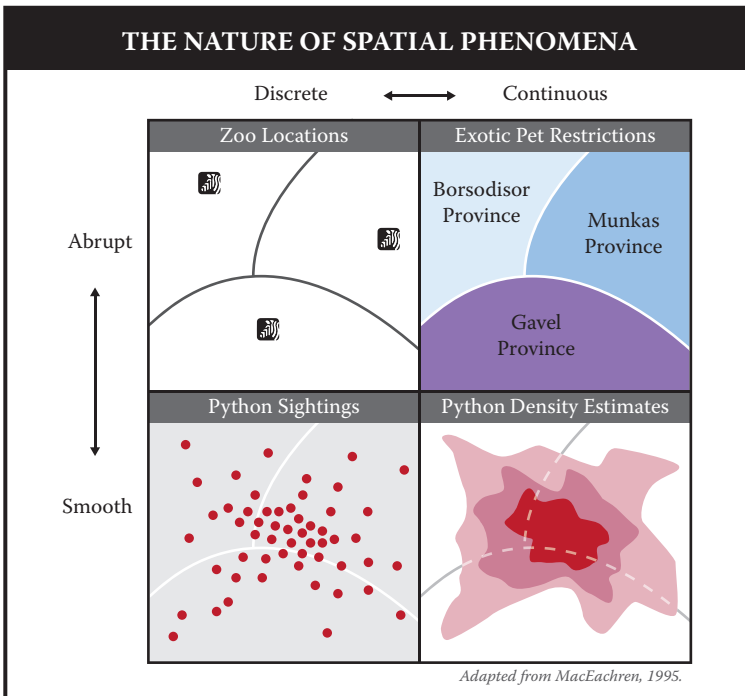 THE NATURE OF SPATIAL PHENOMENA
Discrete
Continuous
Zoo Locations
Exotic Pet Restrictions
Abrupt
Borsodisor
Province
Munkas
Province
Gavel
Province
Python Sightings
Python Density Estimates
Smooth
Adapted from MacEachren, 1995.